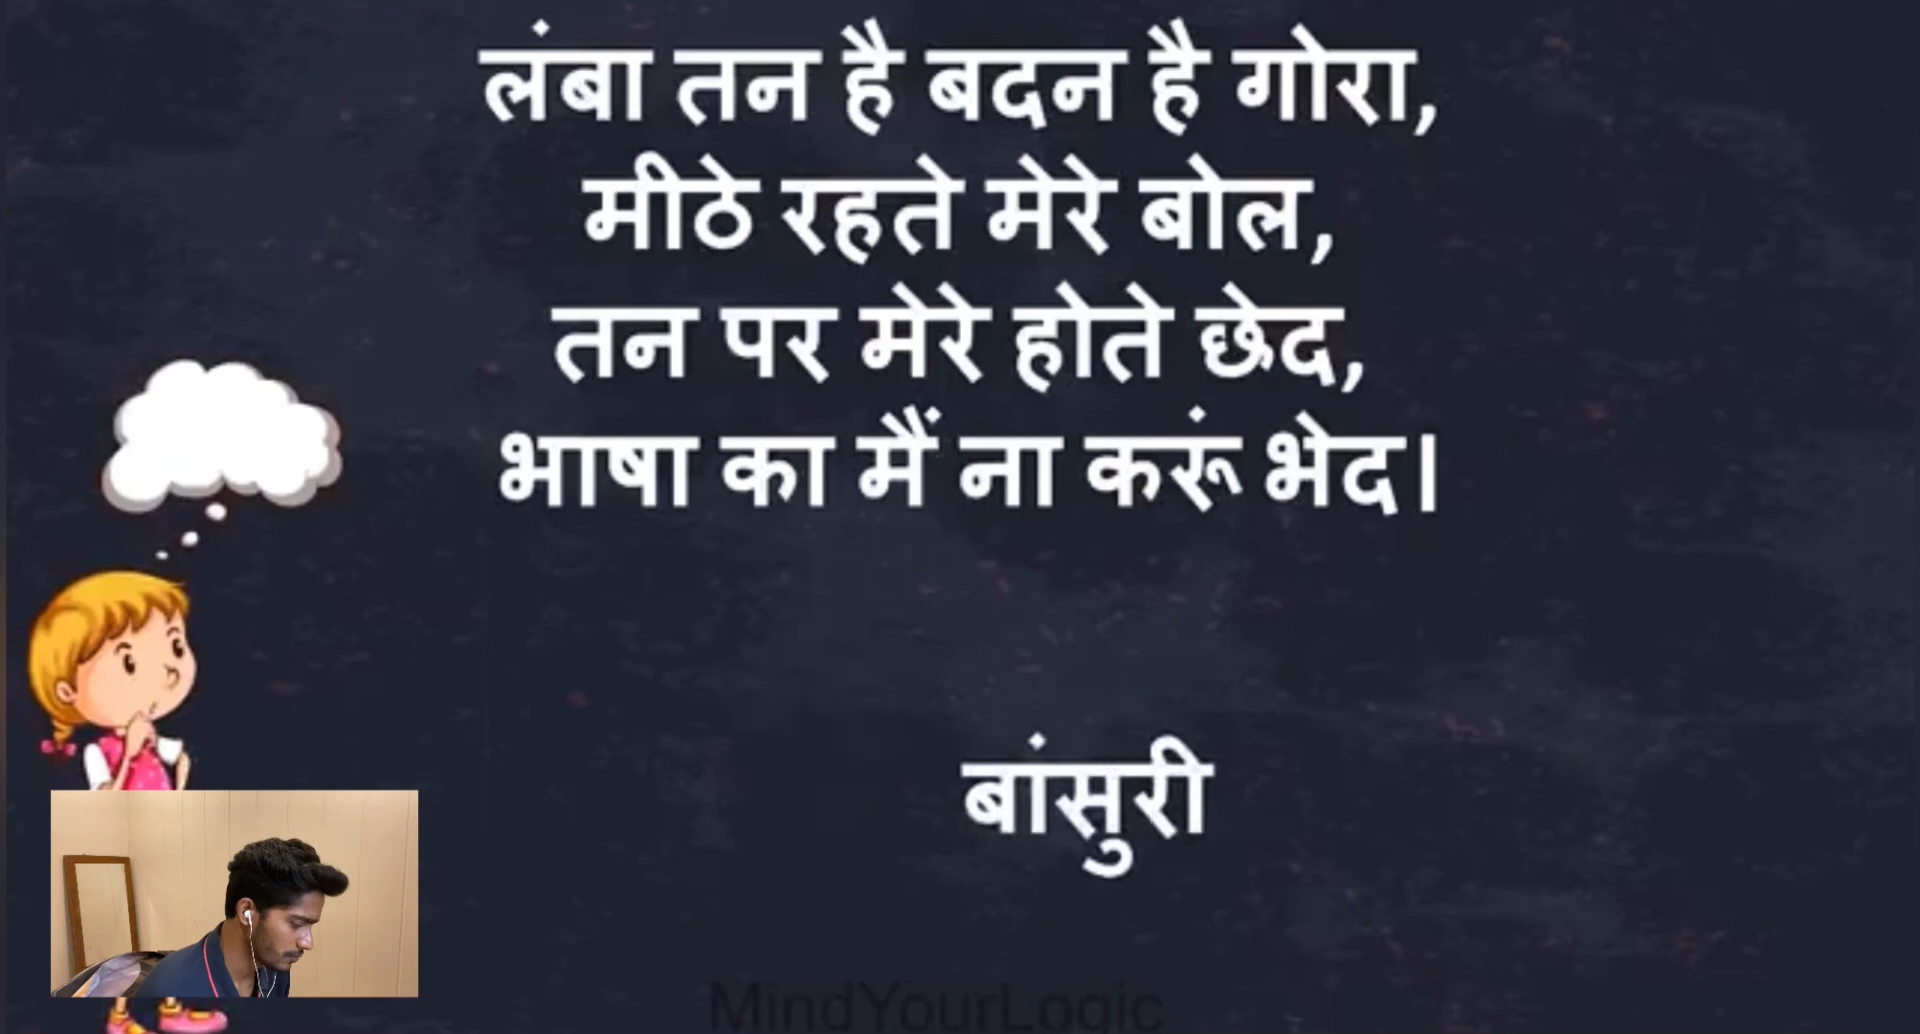 लंबा तन है बदन है गोरा,
मीठे रहते मेरे बोल,
तन पर मेरे होते छेद,
भाषा का मैं ना करूं भेद।
बांसुरी
MindYourLogic